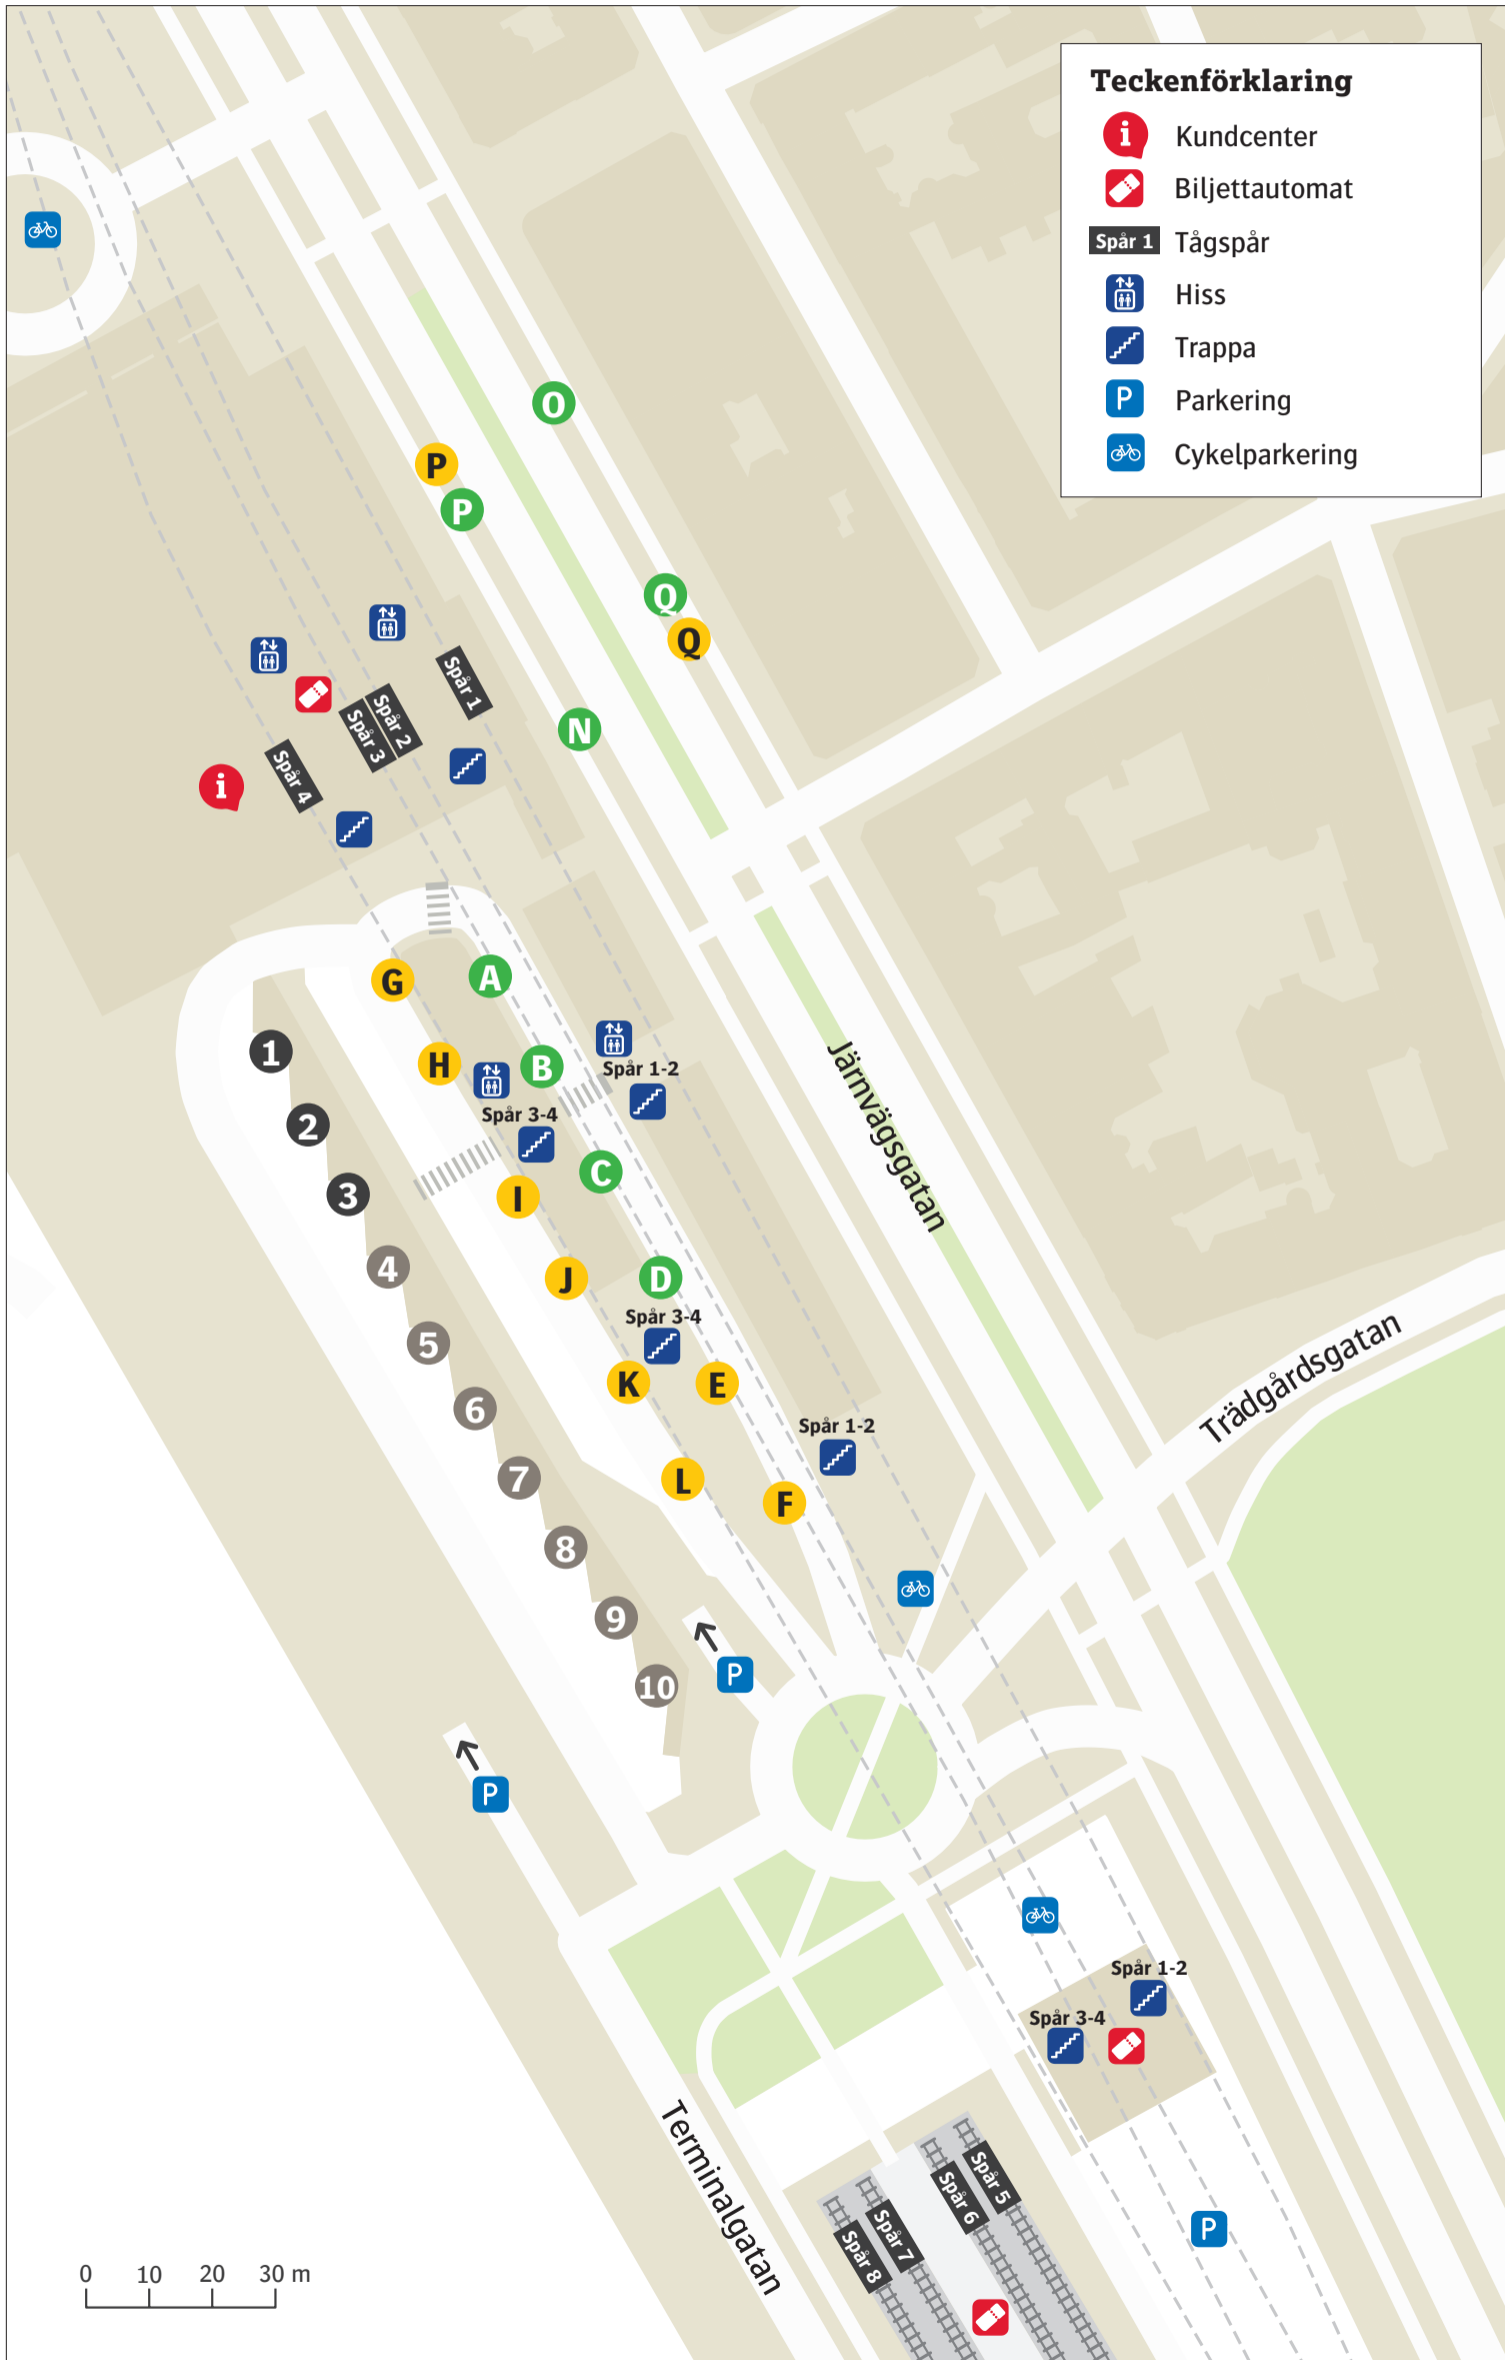 Teckenförklaring
i Kundcenter
Biljettautomat
Spår 1 Tågspår
Hiss
Trappa
P Parkering
Cykelparkering
O
P
P
Q
Q
N
Spår 1
Spår 2
Spår 3
Spår 4
i
G
A
H
B
Spår 1-2
Spår 3-4
C
I
J
D
Spår 3-4
K
E
L
F
Spår 1-2
1
2
3
4
5
6
7
8
9
10
Järnvägsgatan
Trädgårdsgatan
P
P
Spår 1-2
Spår 3-4
Terminalgatan
Spår 5
Spår 6
Spår 7
Spår 8
P
0 10 20 30 m